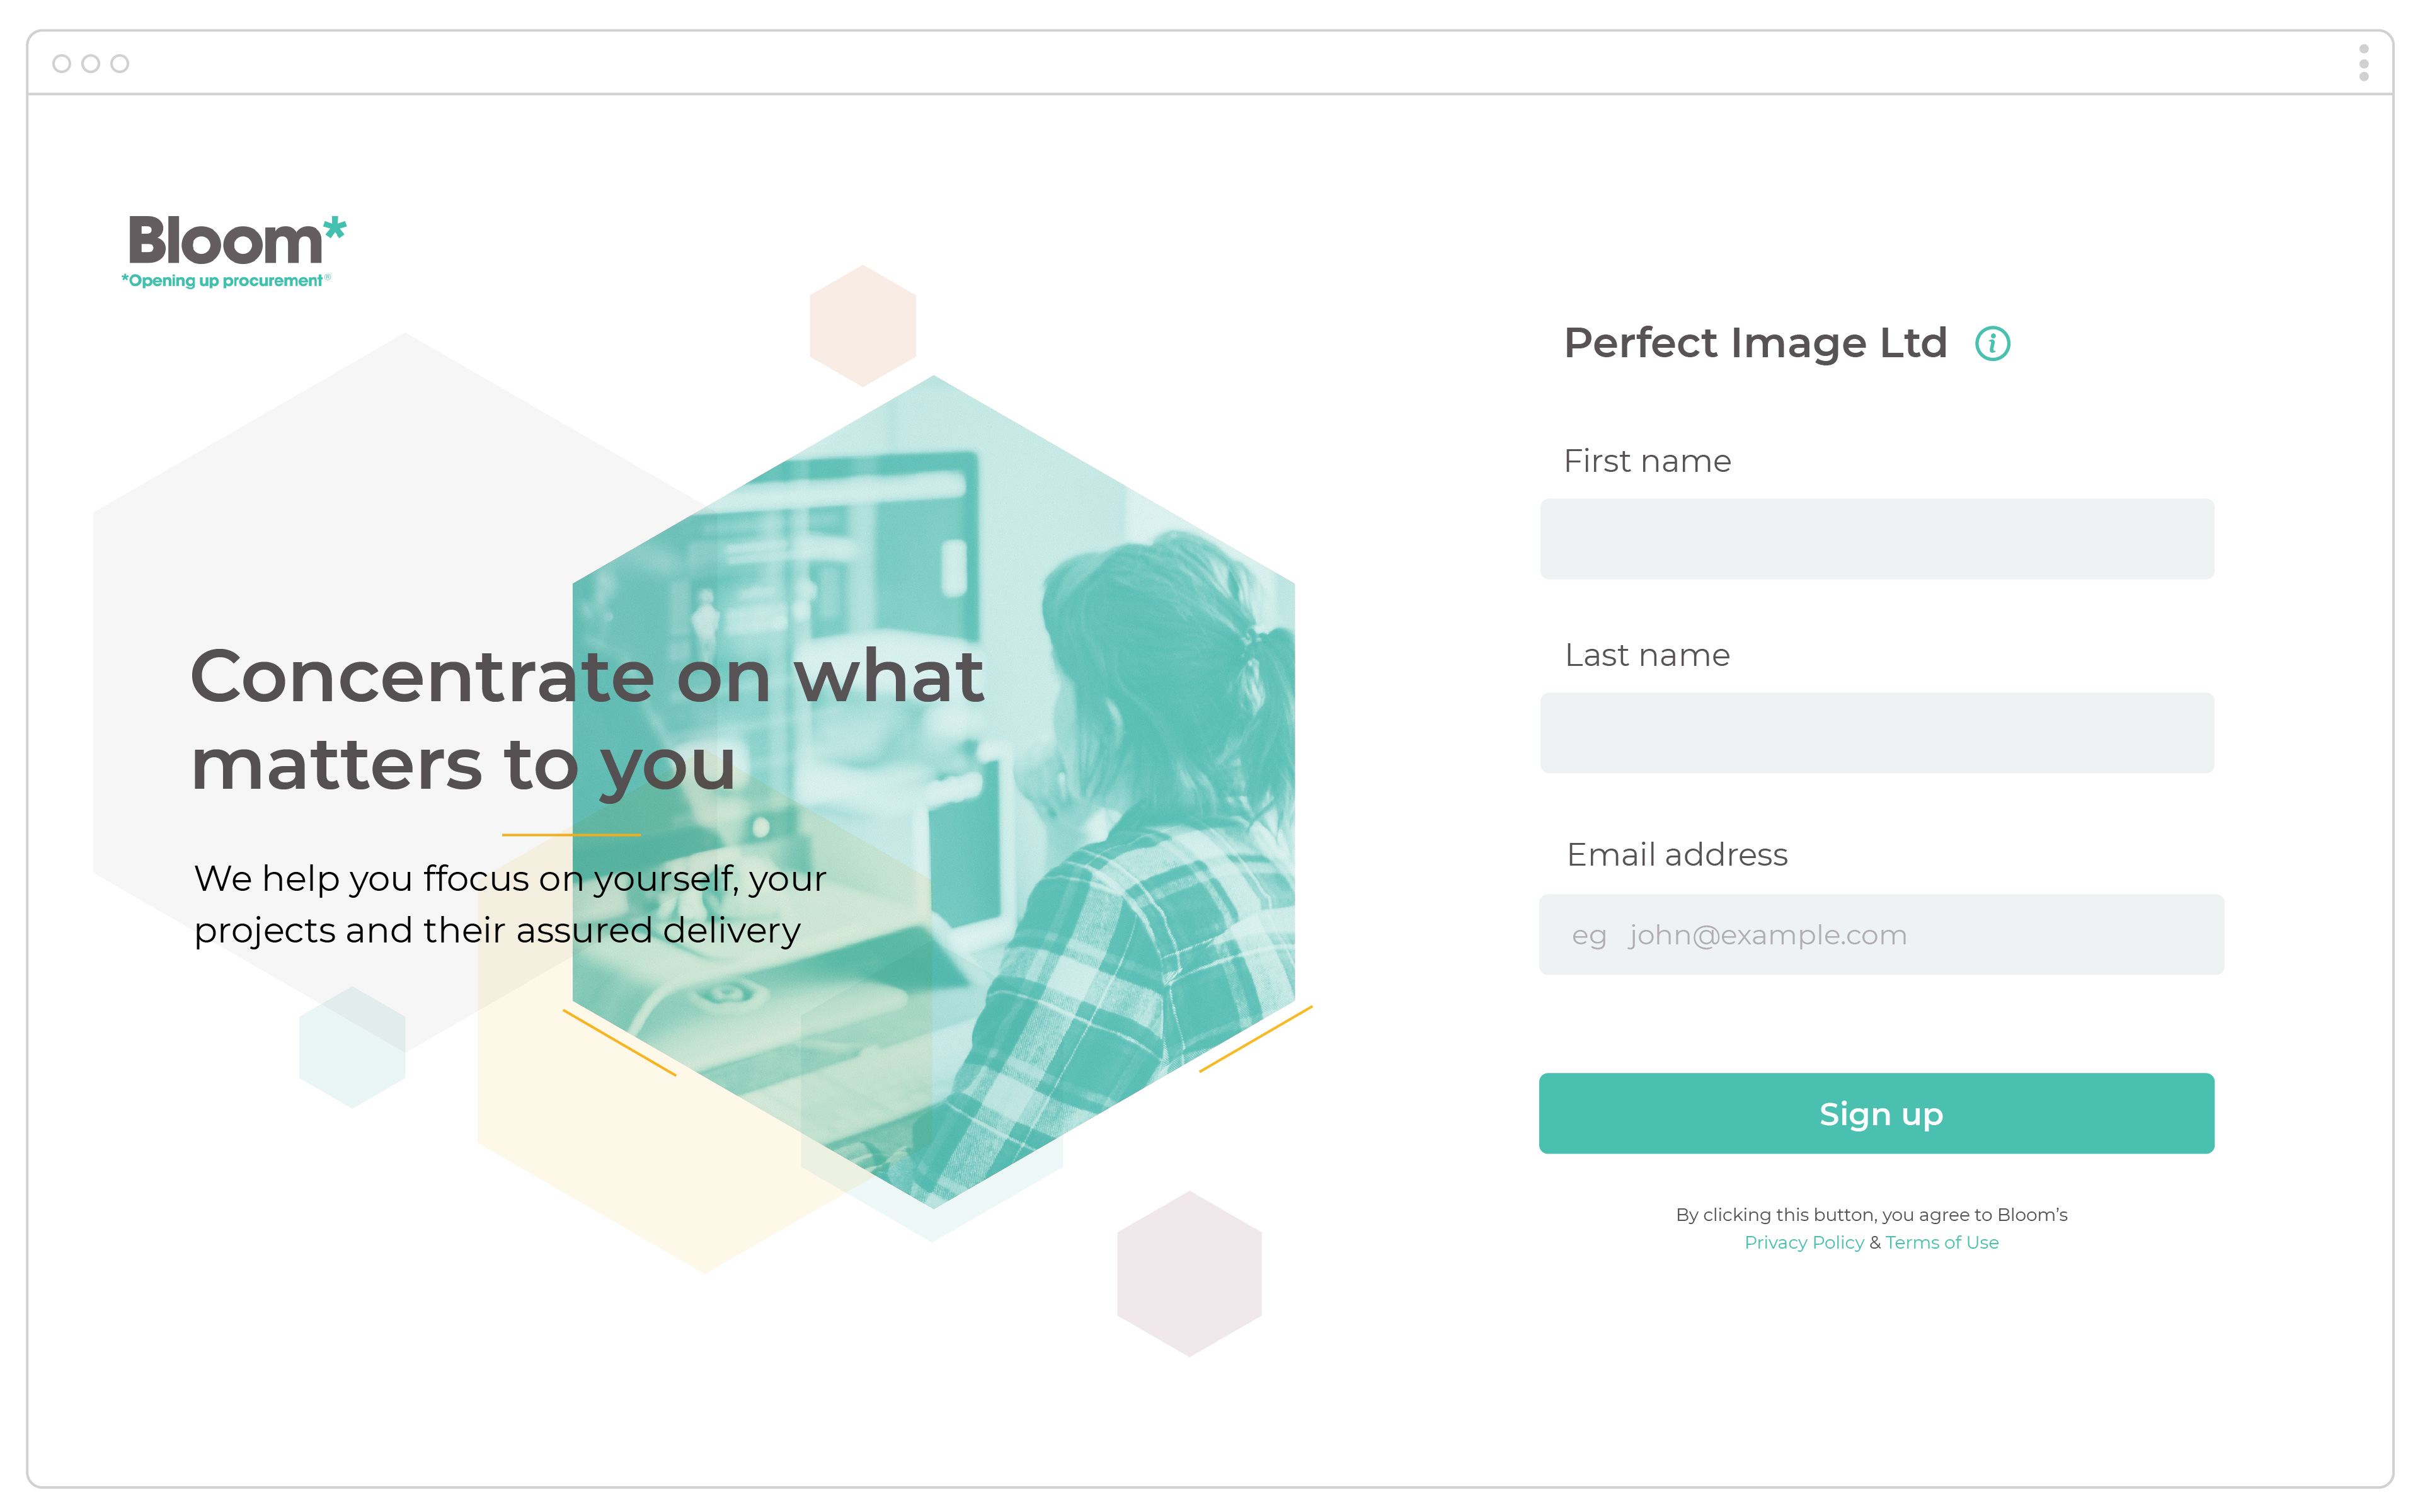 Bloom*
*Opening up procurement®
Concentrate on what
matters to you
We help you ffocus on yourself, your
projects and their assured delivery
Perfect Image Ltd i
First name
Last name
Email address
eg john@example.com
Sign up
By clicking this button, you agree to Bloom’s
Privacy Policy & Terms of Use